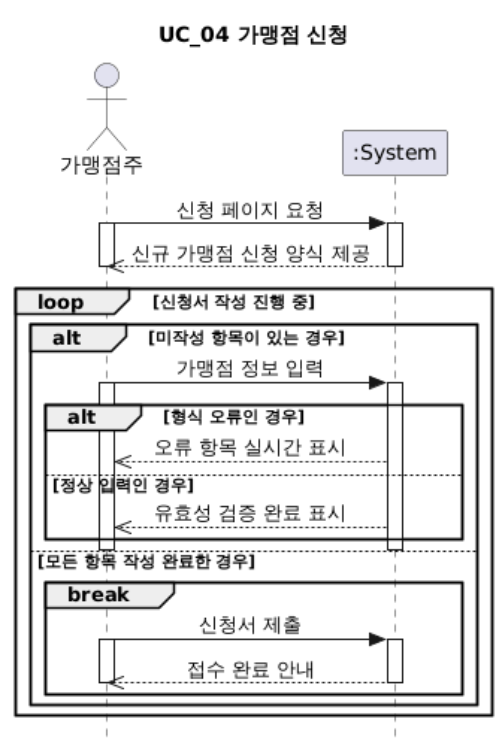 UC_04 가맹점 신청
가맹점주
:System
신청 페이지 요청
신규 가맹점 신청 양식 제공
loop [신청서 작성 진행 중]
alt [미작성 항목이 있는 경우]
가맹점 정보 입력
alt [형식 오류인 경우]
오류 항목 실시간 표시
[정상 입력인 경우]
유효성 검증 완료 표시
[모든 항목 작성 완료한 경우]
break
신청서 제출
접수 완료 안내